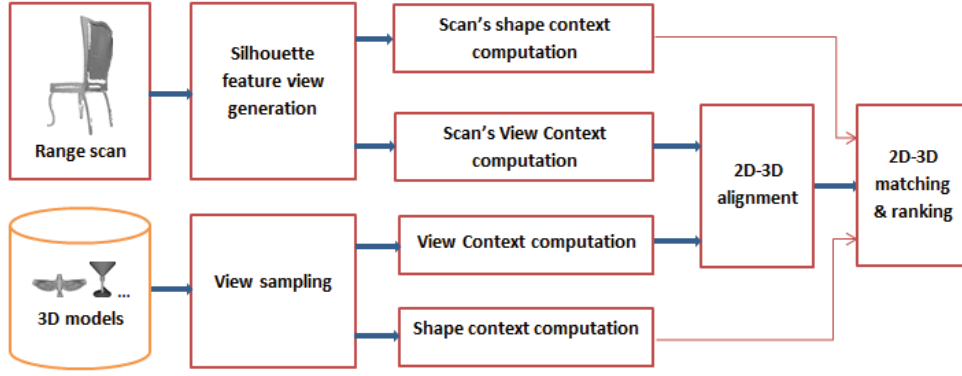 Range scan
Silhouette
feature view
generation
Scan's shape context
computation
Scan's View Context
computation
2D-3D
alignment
2D-3D
matching
& ranking
...
3D models
View sampling
View Context computation
Shape context computation